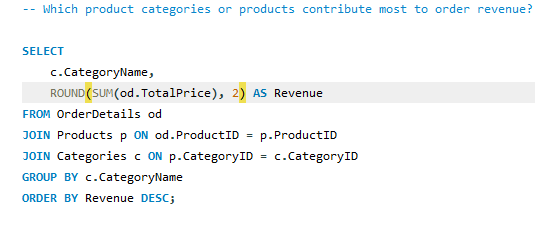 -- Which product categories or products contribute most to order revenue?
SELECT
c.CategoryName,
ROUND(SUM(od.TotalPrice), 2) AS Revenue
FROM OrderDetails od
JOIN Products p ON od.ProductID = p.ProductID
JOIN Categories c ON p.CategoryID = c.CategoryID
GROUP BY c.CategoryName
ORDER BY Revenue DESC;